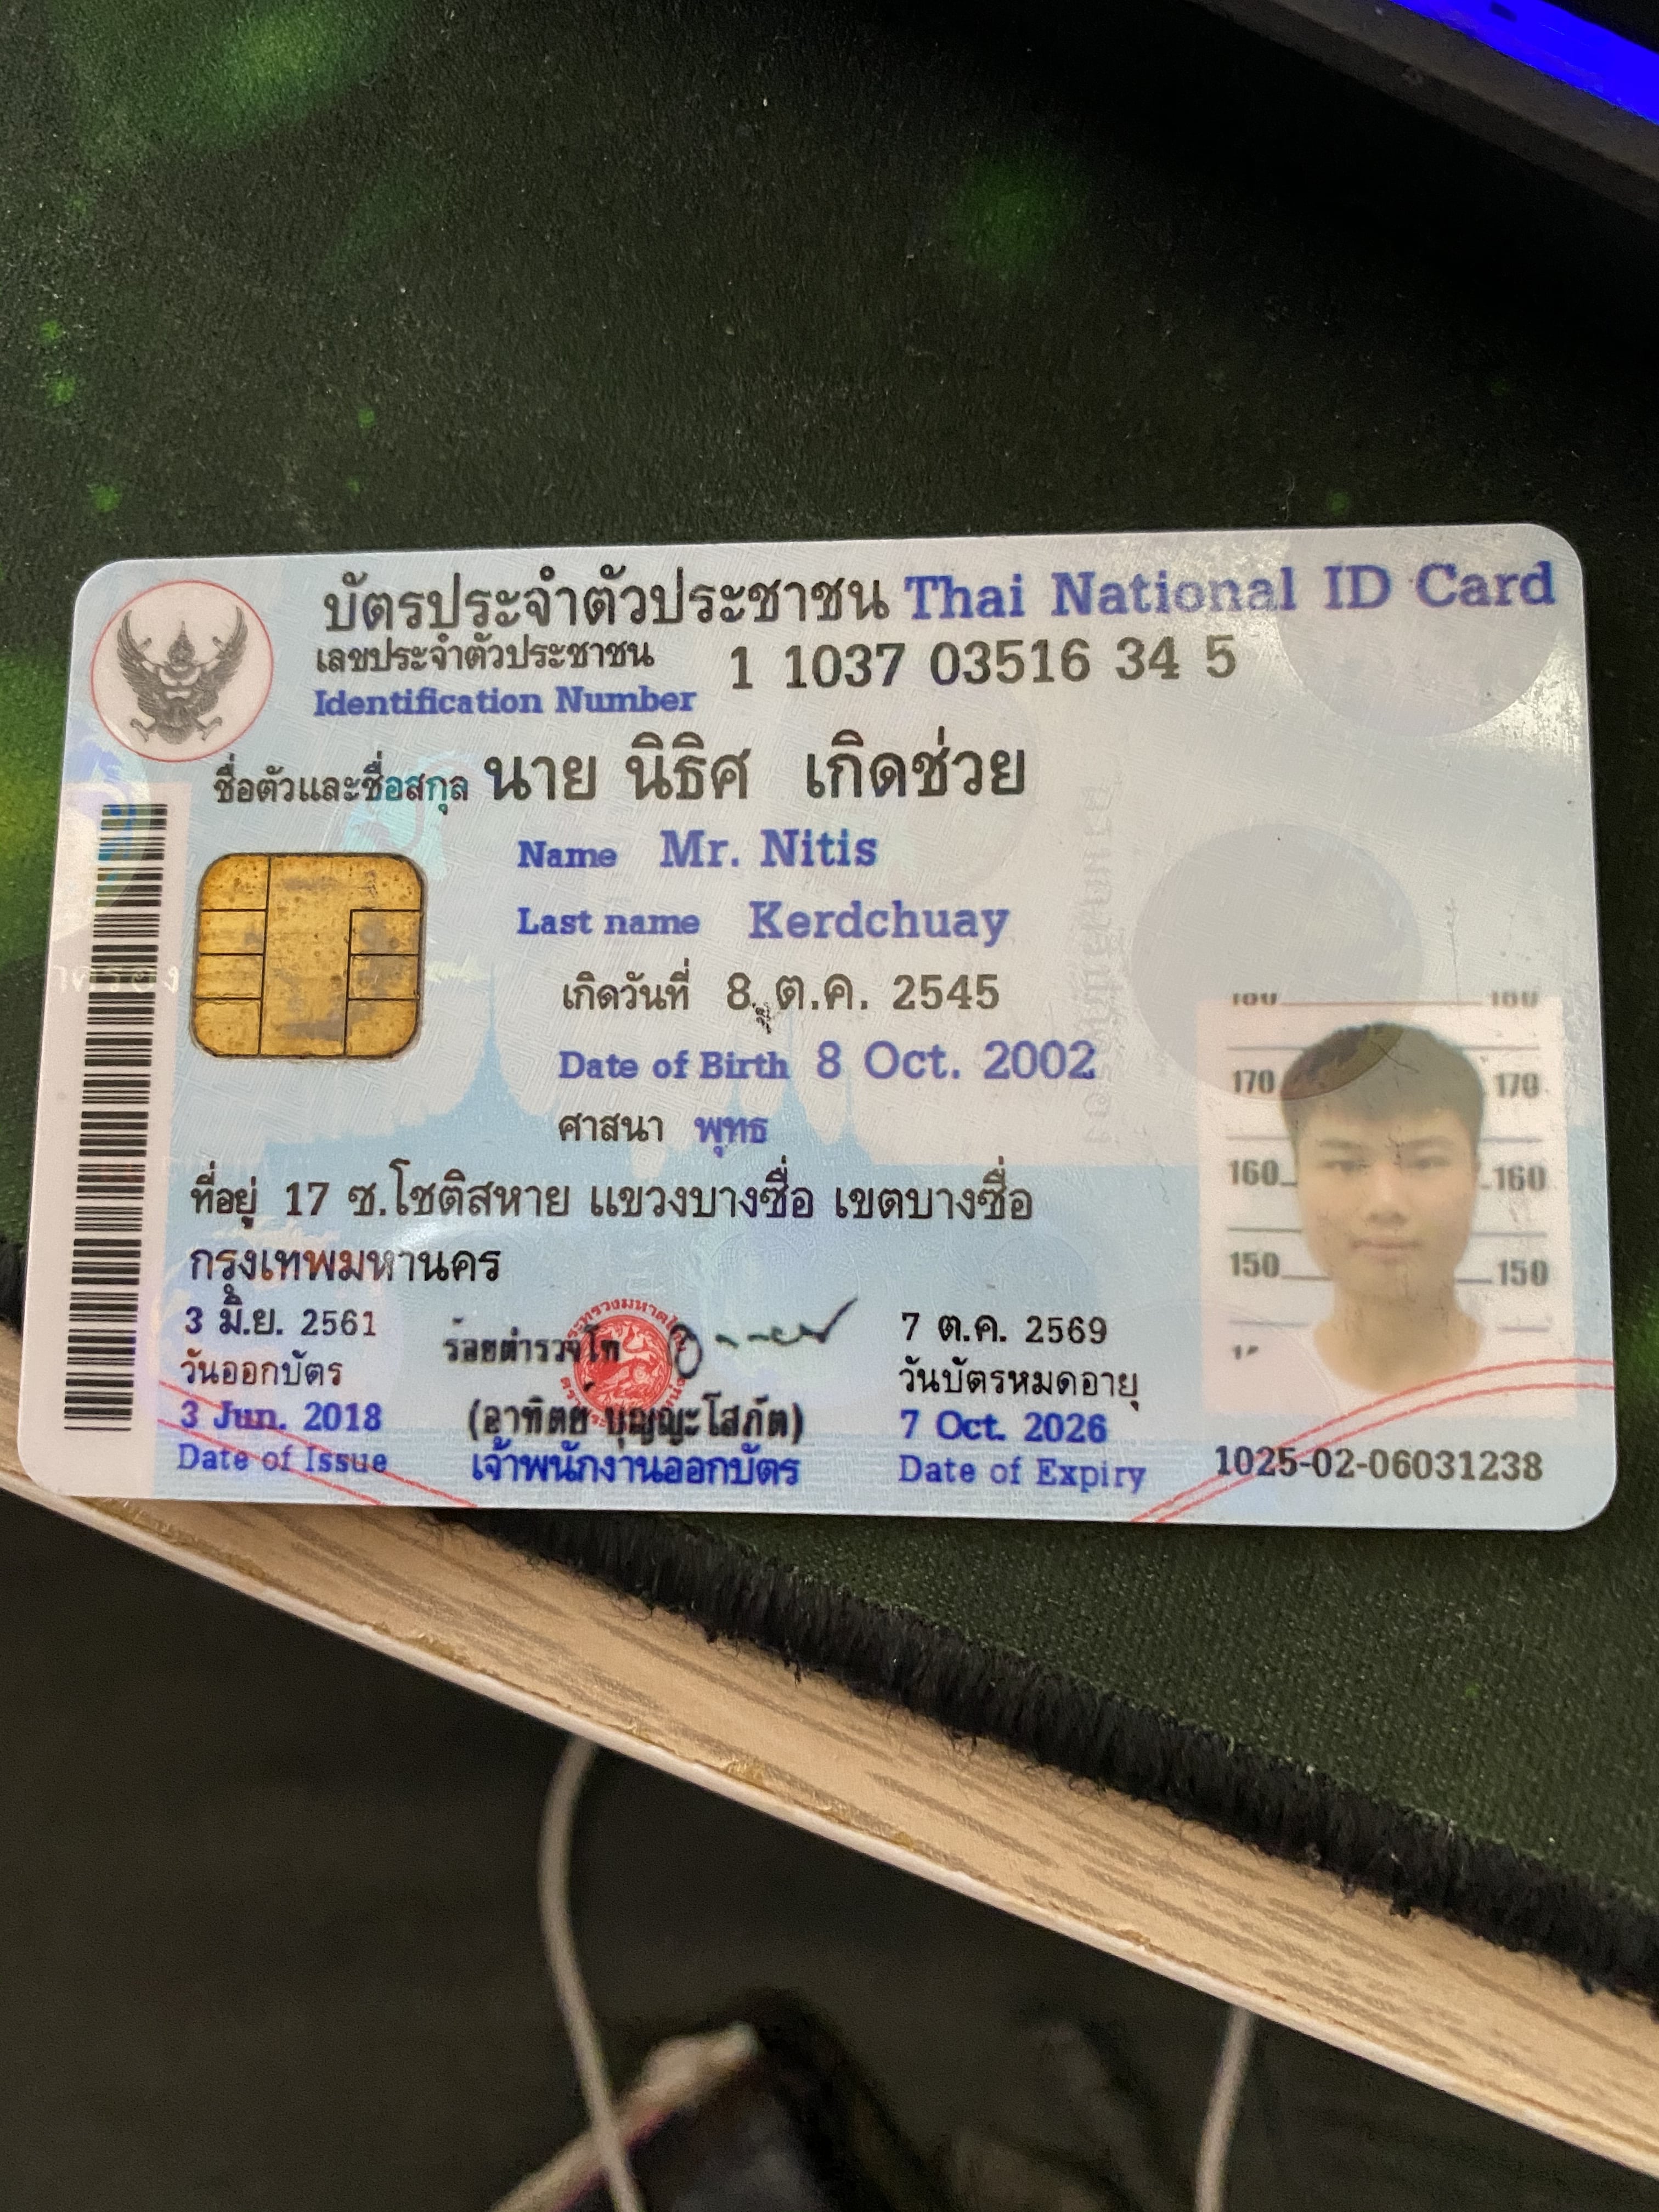 บัตรประจำตัวประชาชน Thai National ID Card
เลขประจำตัวประชาชน 1 1037 03516 34 5
Identification Number
ชื่อตัวและชื่อสกุล นาย นิธิศ เกิดช่วย
Name Mr. Nitis
Last name Kerdchuay
เกิดวันที่ 8 ต.ค. 2545
Date of Birth 8 Oct. 2002
ศาสนา พุทธ
ที่อยู่ 17 ซ.โชติสหาย แขวงบางซื่อ เขตบางซื่อ
กรุงเทพมหานคร
180 180
170 170
160 160
150 150
3 มิ.ย. 2561
วันออกบัตร
3 Jun. 2018
Date of Issue
ร้อยตำรวจโท
(อาทิตย์ บุญญะโสภัต)
เจ้าพนักงานออกบัตร
7 ต.ค. 2569
วันบัตรหมดอายุ
7 Oct. 2026
Date of Expiry
1025-02-06031238